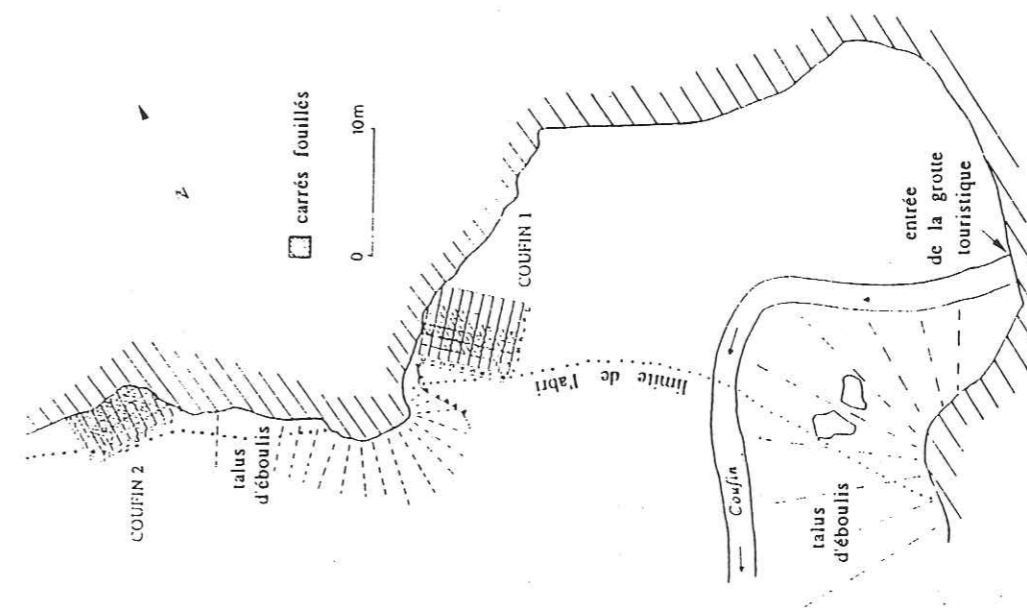 N
carrés fouillés
0
10m
COUFIN 2
talus
d'éboulis
COUFIN 1
limite de l'abri
entrée
de la grotte
touristique
Coufin
talus
d'éboulis